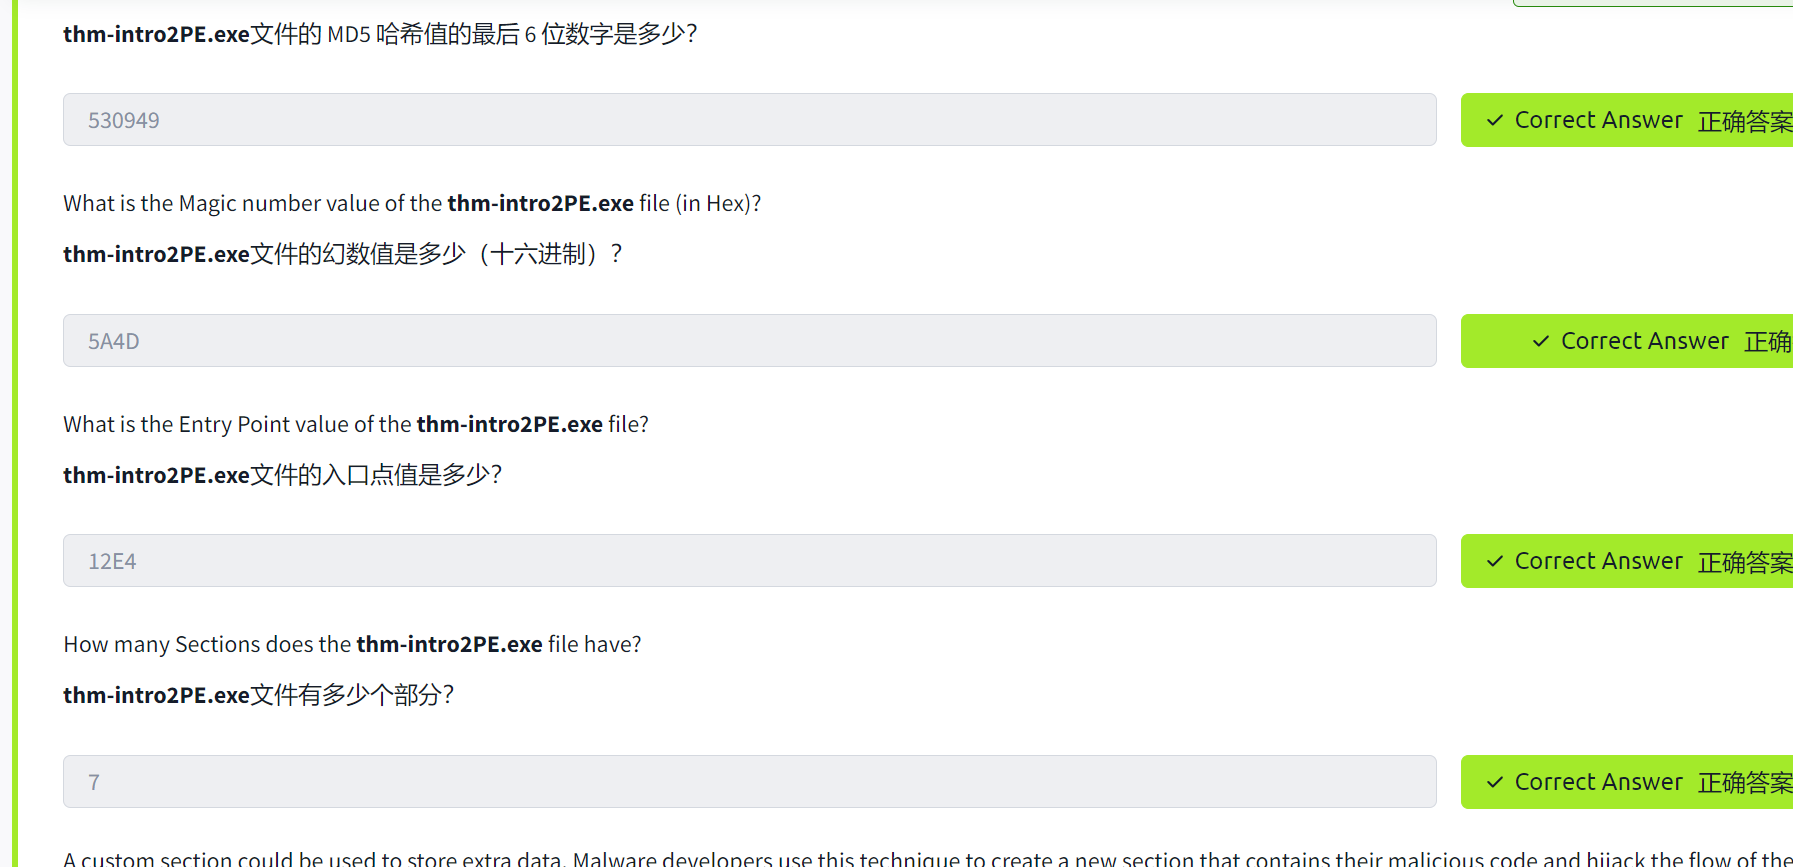 thm-intro2PE.exe文件的 MD5 哈希值的最后 6 位数字是多少?
530949
✓ Correct Answer 正确答案
What is the Magic number value of the thm-intro2PE.exe file (in Hex)?
thm-intro2PE.exe文件的幻数值是多少（十六进制）?
5A4D
✓ Correct Answer 正确
What is the Entry Point value of the thm-intro2PE.exe file?
thm-intro2PE.exe文件的入口点值是多少?
12E4
✓ Correct Answer 正确答案
How many Sections does the thm-intro2PE.exe file have?
thm-intro2PE.exe文件有多少个部分?
7
✓ Correct Answer 正确答案
A custom section could be used to store extra data. Malware developers use this technique to create a new section that contains their malicious code and hijack the flow of the